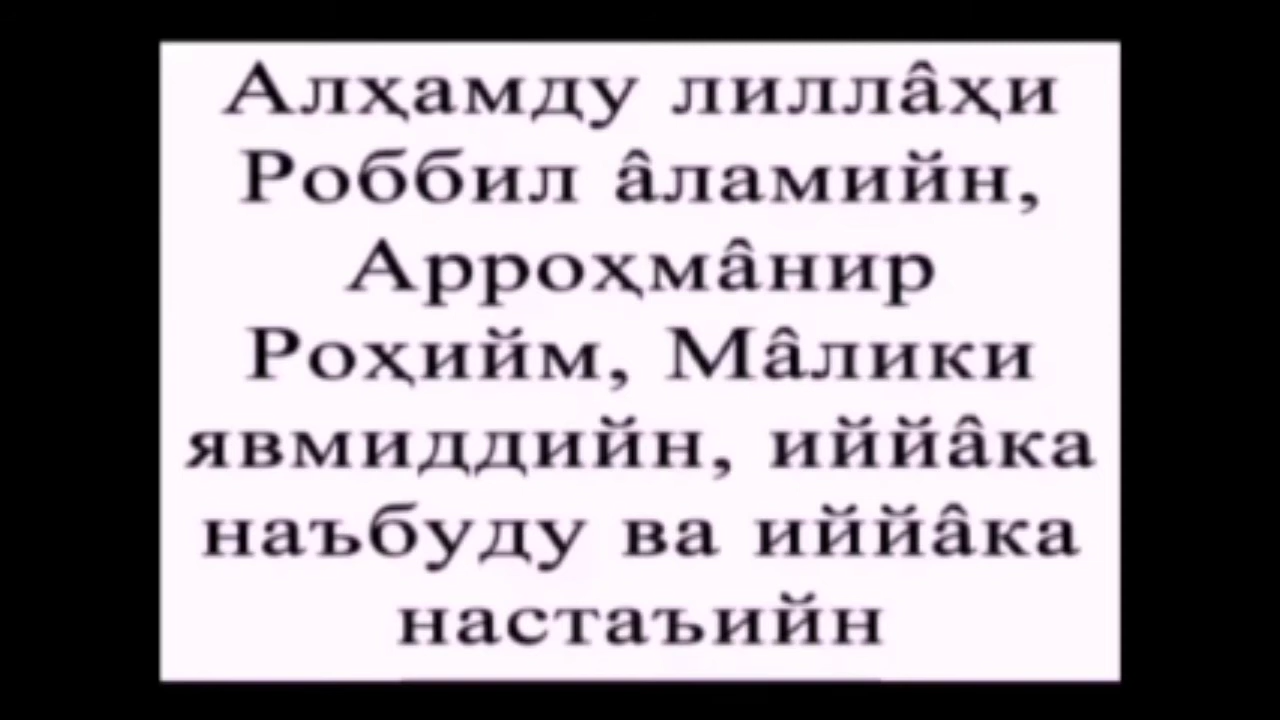 Алҳамду лиллâҳи
Роббил âламийн,
Арроҳмâнир
Роҳийм, Мâлики
явмиддийн, иййâка
наъбуду ва иййâка
настаъийн